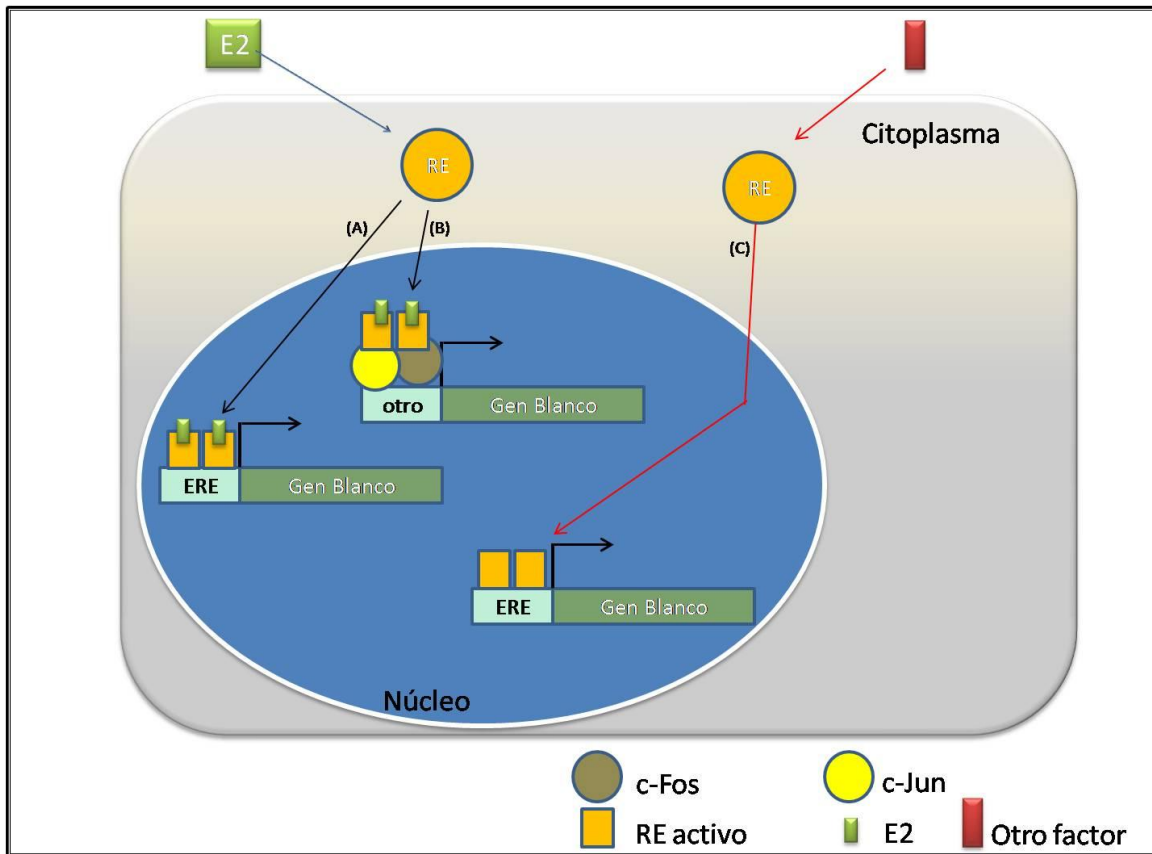 E2
Citoplasma
RE
RE
(A)
(B)
(C)
otro
Gen Blanco
ERE
Gen Blanco
ERE
Gen Blanco
Núcleo
c-Fos
c-Jun
RE activo
E2
Otro factor